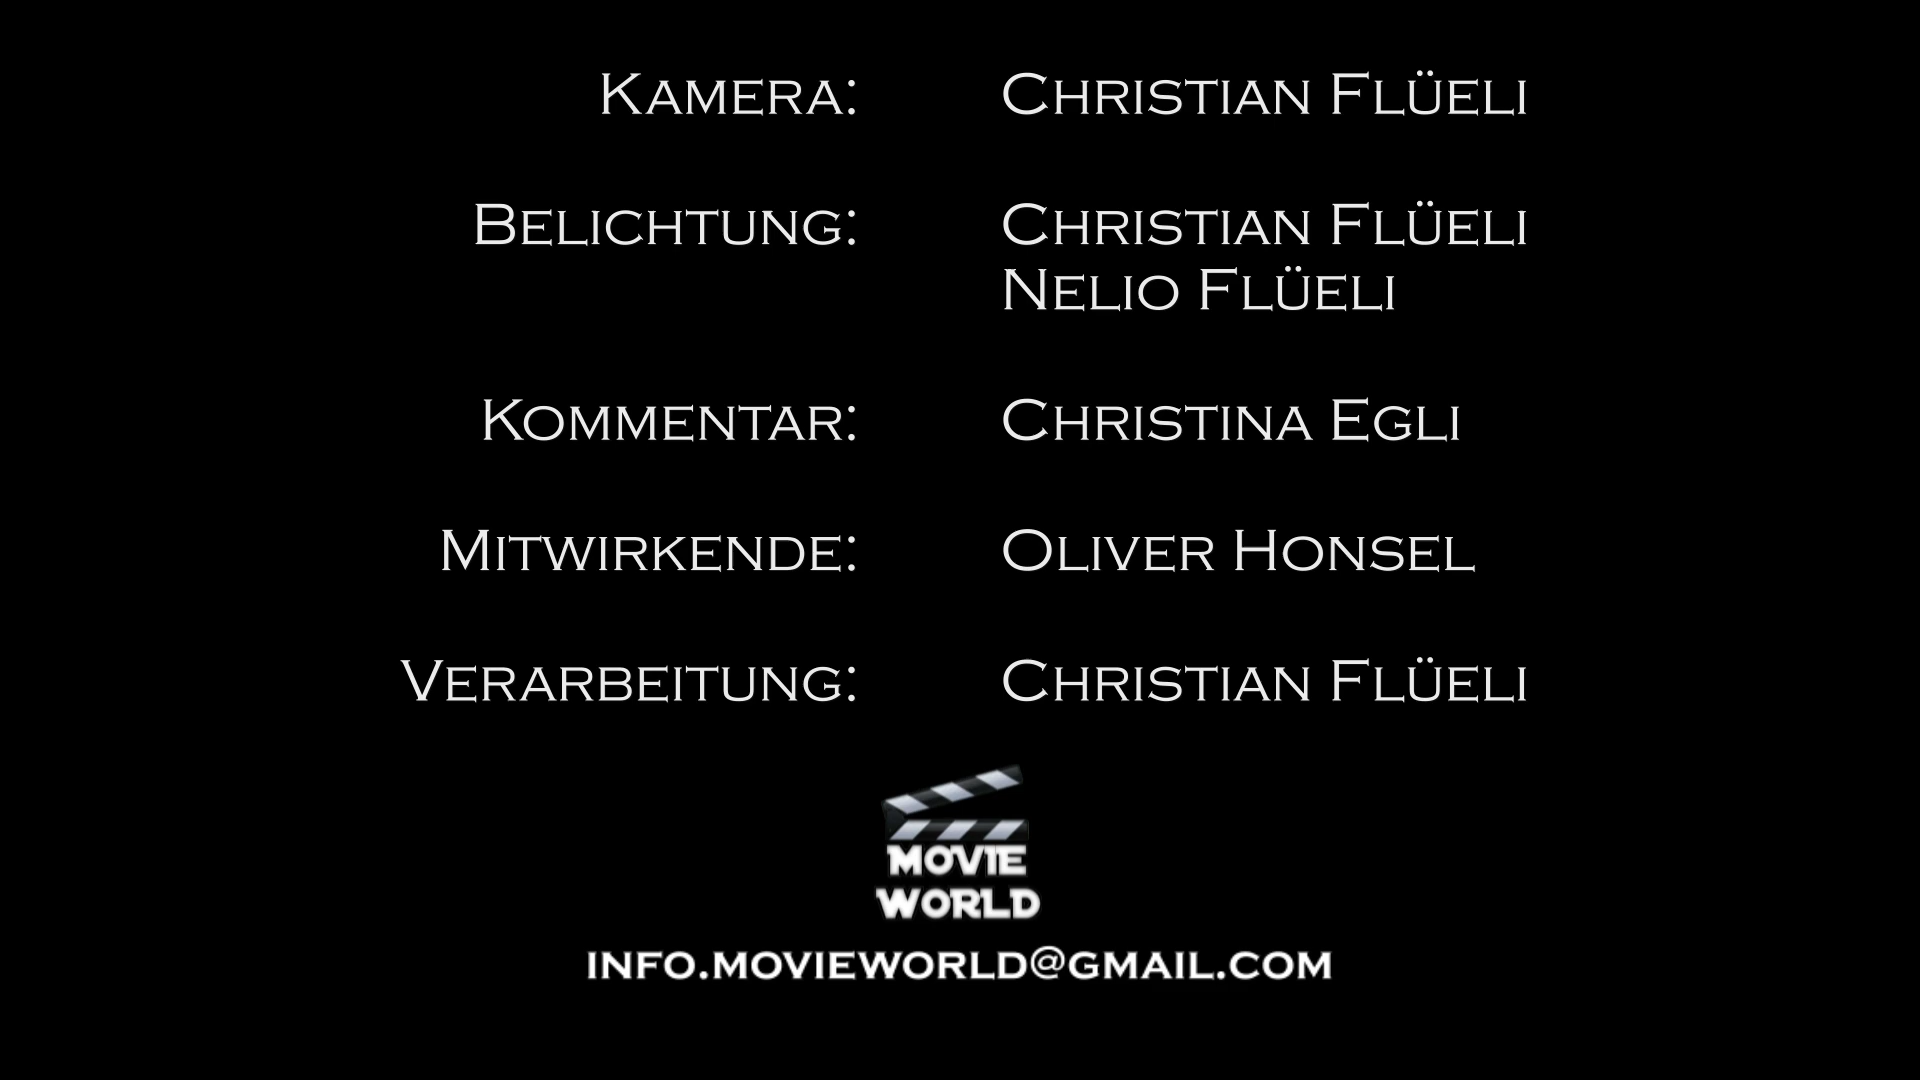 Kamera: Christian Flüeli
Belichtung: Christian Flüeli
Nelio Flüeli
Kommentar: Christina Egli
Mitwirkende: Oliver Honsel
Verarbeitung: Christian Flüeli
MOVIE
WORLD
INFO.MOVIEWORLD@GMAIL.COM